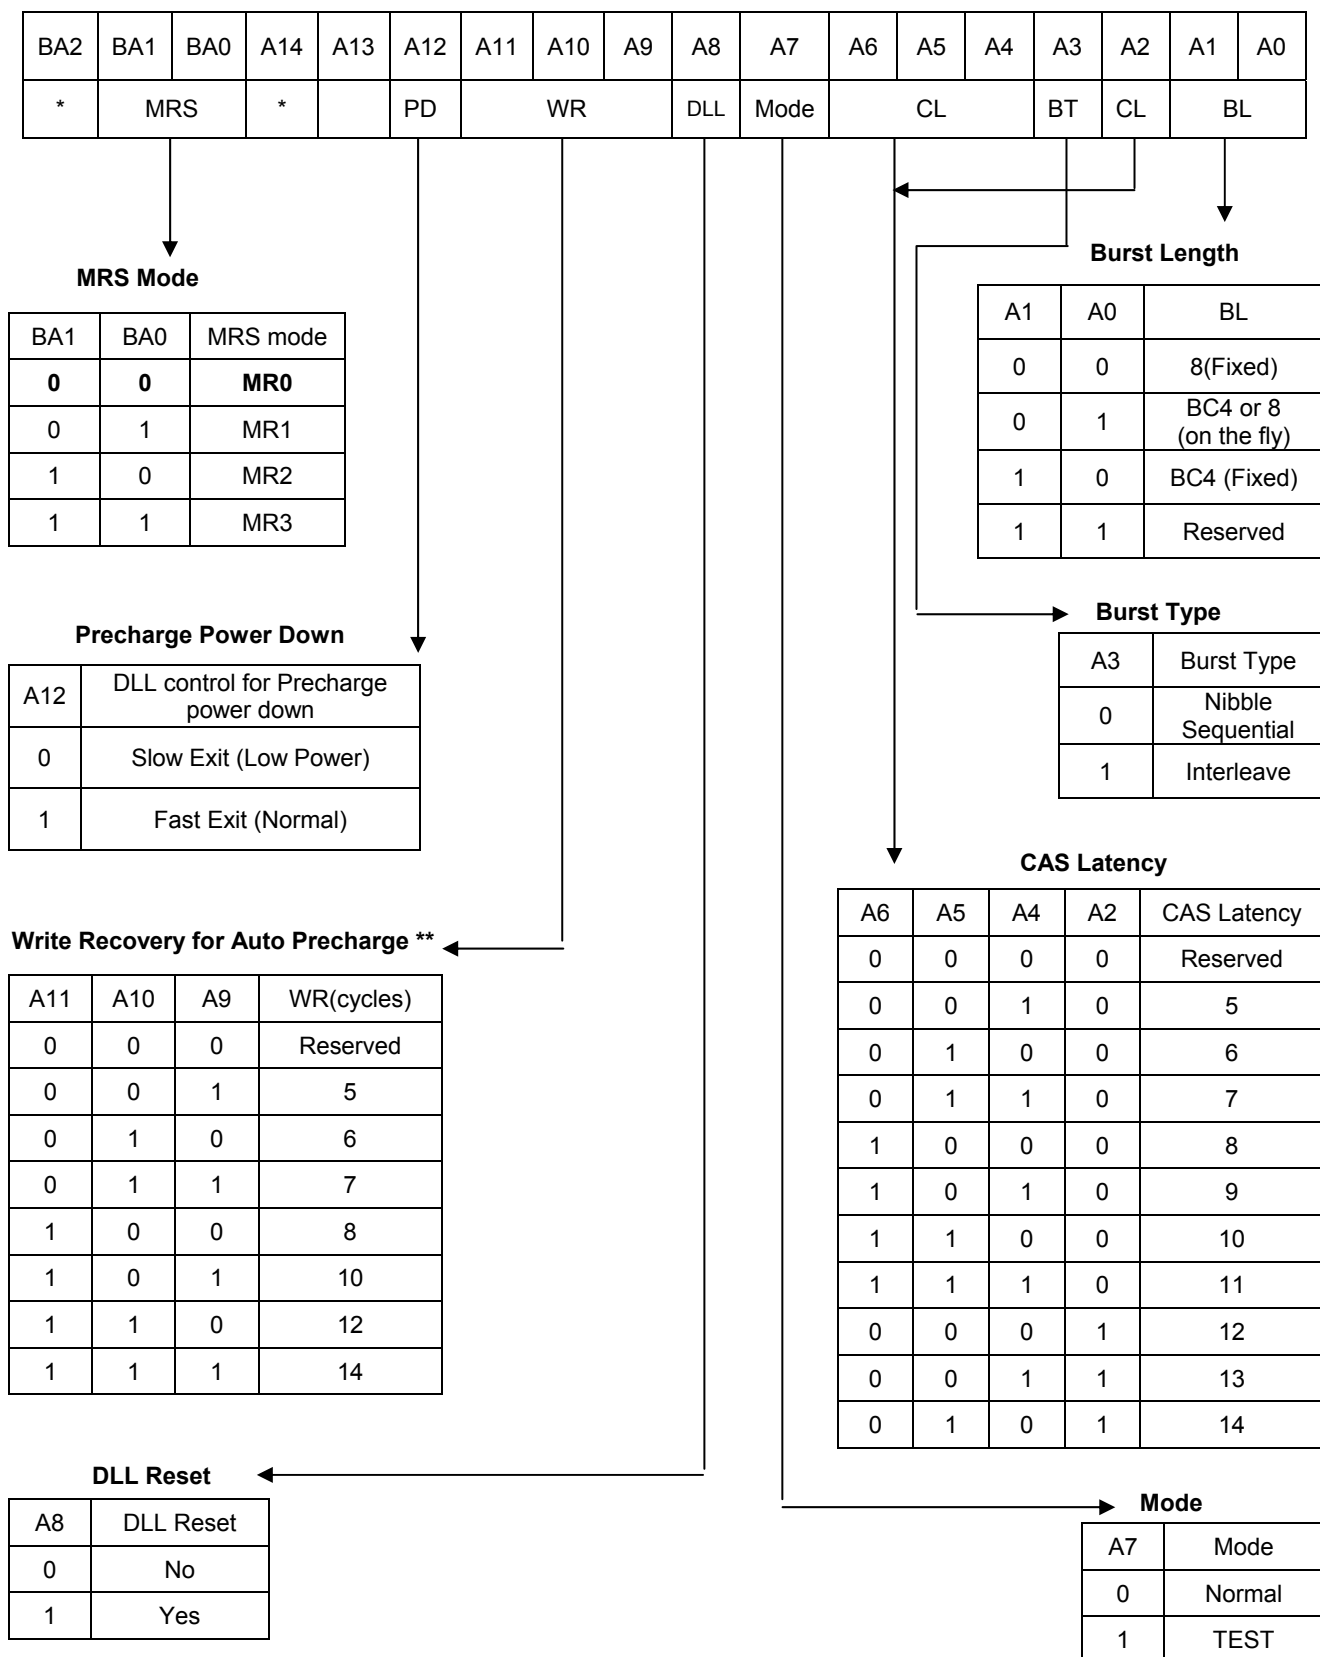 BA2 BA1 BA0 A14 A13 A12 A11 A10 A9 A8 A7 A6 A5 A4 A3 A2 A1 A0
* MRS * PD WR DLL Mode CL BT CL BL
MRS Mode
BA1 BA0 MRS mode
0 0 MR0
0 1 MR1
1 0 MR2
1 1 MR3
Burst Length
A1 A0 BL
0 0 8(Fixed)
0 1 BC4 or 8
(on the fly)
1 0 BC4 (Fixed)
1 1 Reserved
Precharge Power Down
A12 DLL control for Precharge
power down
0 Slow Exit (Low Power)
1 Fast Exit (Normal)
Burst Type
A3 Burst Type
0 Nibble
Sequential
1 Interleave
Write Recovery for Auto Precharge **
A11 A10 A9 WR(cycles)
0 0 0 Reserved
0 0 1 5
0 1 0 6
0 1 1 7
1 0 0 8
1 0 1 10
1 1 0 12
1 1 1 14
CAS Latency
A6 A5 A4 A2 CAS Latency
0 0 0 0 Reserved
0 0 1 0 5
0 1 0 0 6
0 1 1 0 7
1 0 0 0 8
1 0 1 0 9
1 1 0 0 10
1 1 1 0 11
0 0 0 1 12
0 0 1 1 13
0 1 0 1 14
DLL Reset
A8 DLL Reset
0 No
1 Yes
Mode
A7 Mode
0 Normal
1 TEST